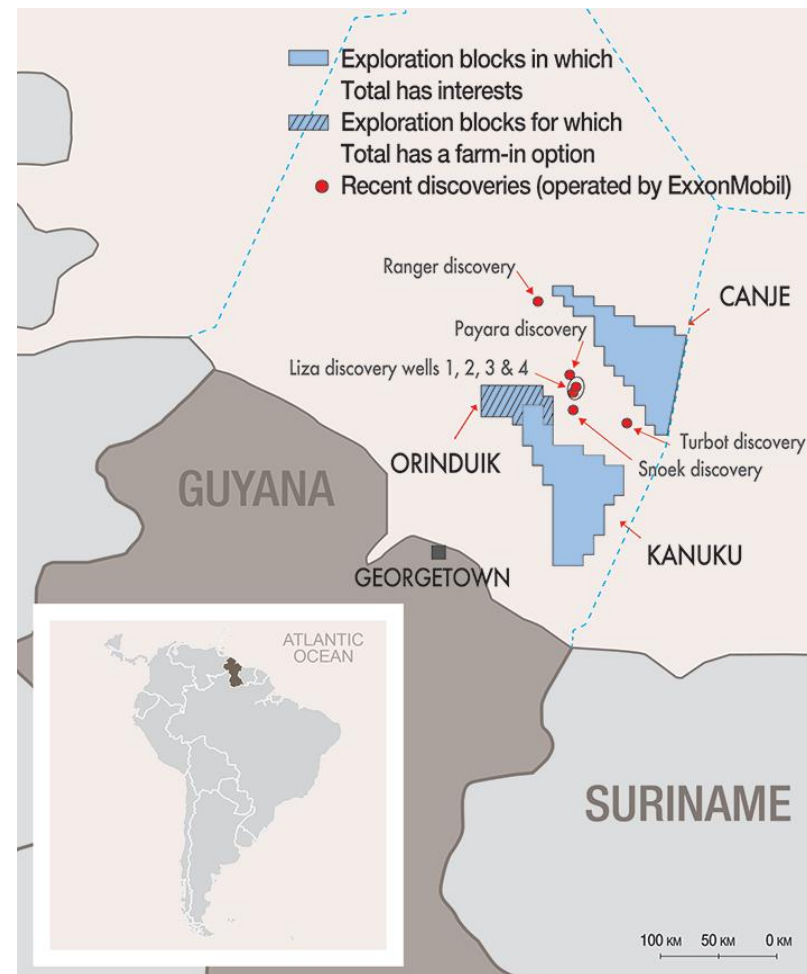 Exploration blocks in which
Total has interests
Exploration blocks for which
Total has a farm-in option
Recent discoveries (operated by ExxonMobil)
Ranger discovery
CANJE
Payara discovery
Liza discovery wells 1, 2, 3 & 4
Turbot discovery
ORINDUIK
Snoek discovery
GUYANA
KANUKU
GEORGETOWN
ATLANTIC
OCEAN
SURINAME
100 KM 50 KM 0 KM